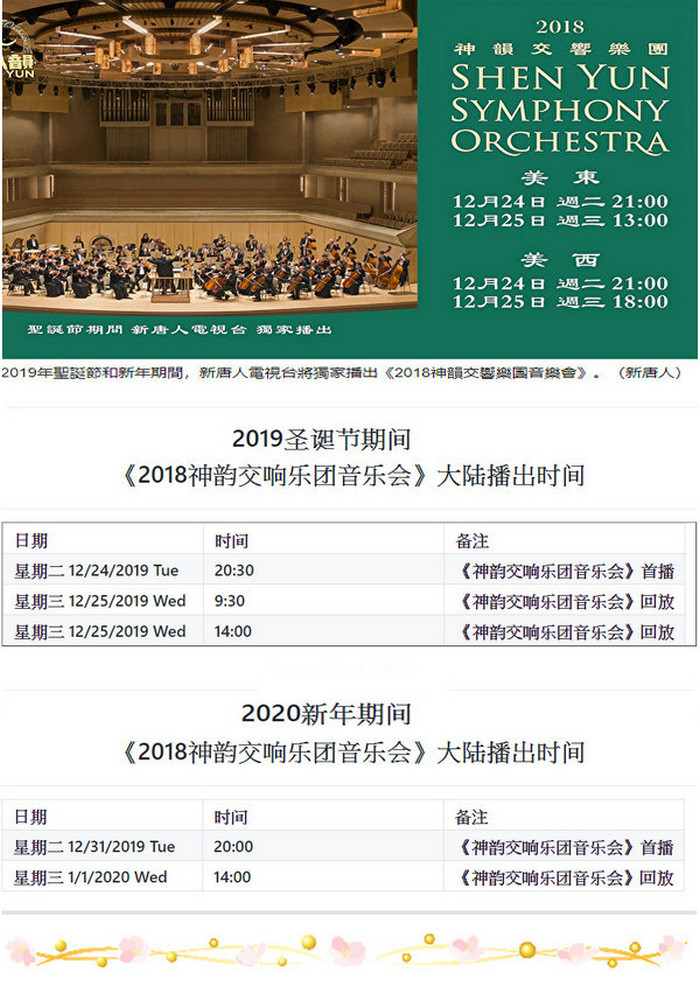 音韻
YUN
2018
神韻交響樂團
SHEN YUN
SYMPHONY
ORCHESTRA
美東
12月24日 週二 21:00
12月25日 週三 13:00
美西
12月24日 週二 21:00
12月25日 週三 18:00
聖誕節期間 新唐人電視台 獨家播出
2019年聖誕節和新年期間，新唐人電視台將獨家播出《2018神韻交響樂團音樂會》。（新唐人）
2019圣诞节期间
《2018神韵交响乐团音乐会》大陆播出时间
日期 时间 备注
星期二 12/24/2019 Tue 20:30 《神韵交响乐团音乐会》首播
星期三 12/25/2019 Wed 9:30 《神韵交响乐团音乐会》回放
星期三 12/25/2019 Wed 14:00 《神韵交响乐团音乐会》回放
2020新年期间
《2018神韵交响乐团音乐会》大陆播出时间
日期 时间 备注
星期二 12/31/2019 Tue 20:00 《神韵交响乐团音乐会》首播
星期三 1/1/2020 Wed 14:00 《神韵交响乐团音乐会》回放